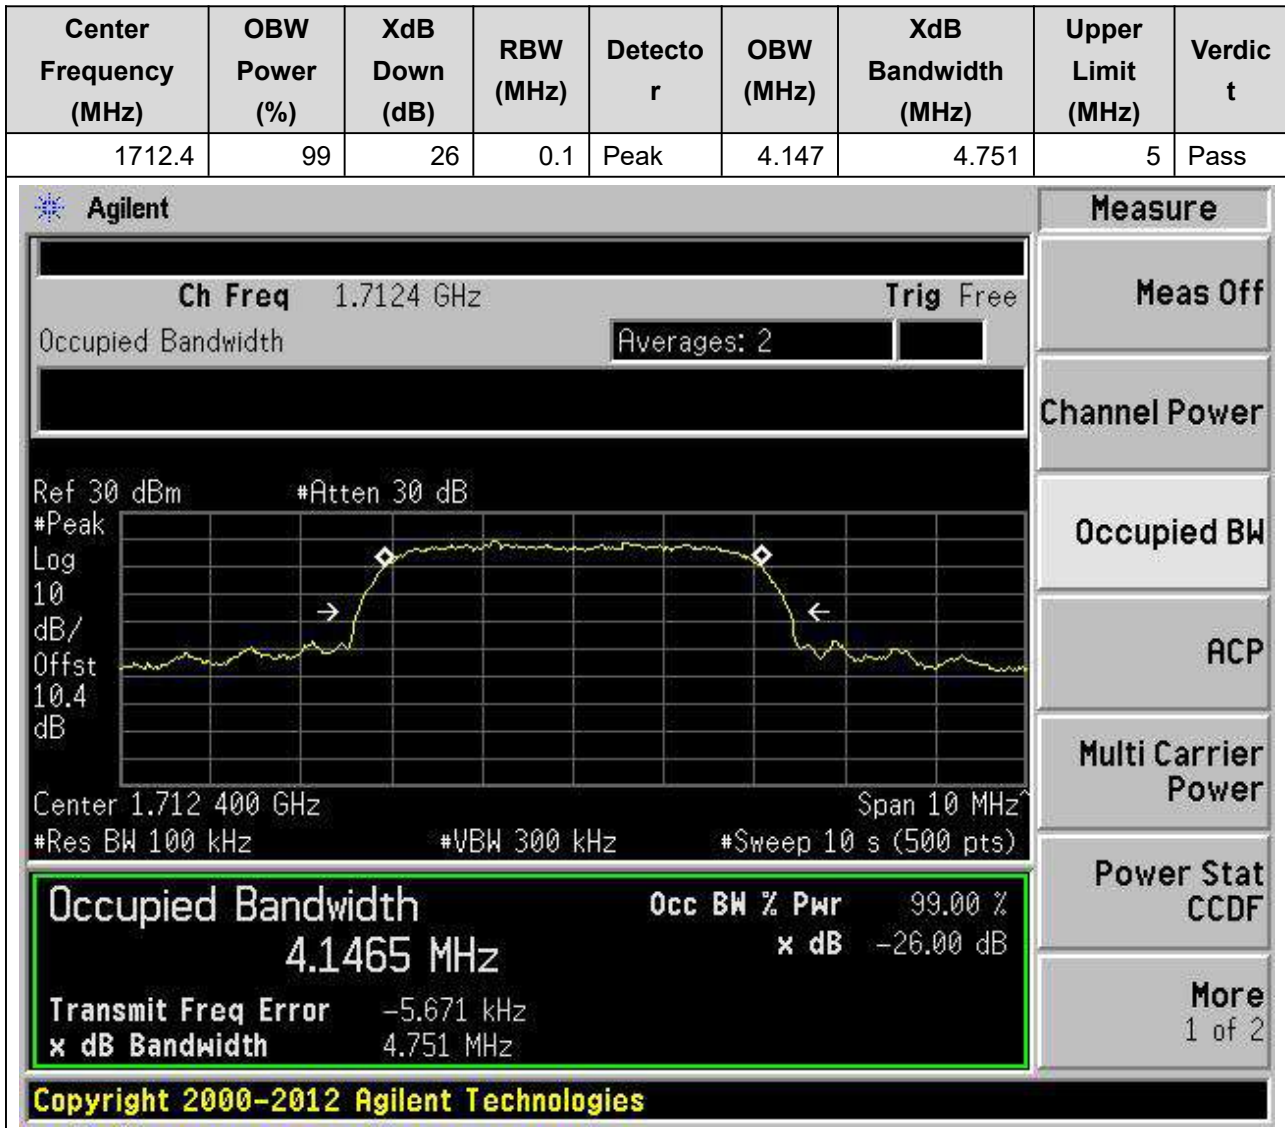 Center Frequency (MHz) OBW Power (%) XdB Down (dB) RBW (MHz) Detecto r OBW (MHz) XdB Bandwidth (MHz) Upper Limit (MHz) Verdic t
1712.4 99 26 0.1 Peak 4.147 4.751 5 Pass
Agilent
Measure
Ch Freq 1.7124 GHz Trig Free
Occupied Bandwidth
Averages: 2
Ref 30 dBm #Atten 30 dB
#Peak
Log
10
dB/
Offst
10.4
dB
Center 1.712 400 GHz Span 10 MHz^
#Res BW 100 kHz #VBW 300 kHz #Sweep 10 s (500 pts)
Occupied Bandwidth
4.1465 MHz
Occ BW % Pwr 99.00 %
x dB -26.00 dB
Transmit Freq Error -5.671 kHz
x dB Bandwidth 4.751 MHz
Meas Off
Channel Power
Occupied BW
ACP
Multi Carrier
Power
Power Stat
CCDF
More
1 of 2
Copyright 2000-2012 Agilent Technologies